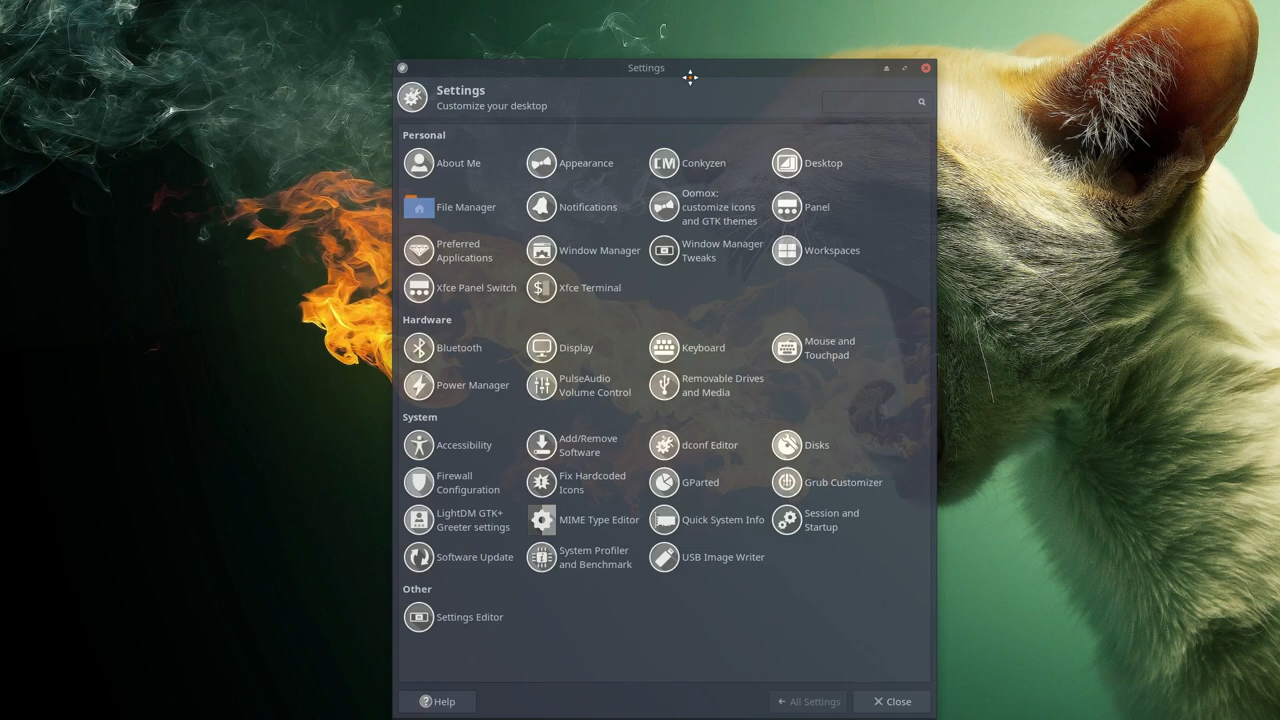 Settings
Settings
Customize your desktop
Personal
About Me
Appearance
Conkyzen
Desktop
File Manager
Notifications
Oomox:
customize icons
and GTK themes
Panel
Preferred
Applications
Window Manager
Window Manager
Tweaks
Workspaces
Xfce Panel Switch
Xfce Terminal
Hardware
Bluetooth
Display
Keyboard
Mouse and
Touchpad
Power Manager
PulseAudio
Volume Control
Removable Drives
and Media
System
Accessibility
Add/Remove
Software
dconf Editor
Disks
Firewall
Configuration
Fix Hardcoded
Icons
GParted
Grub Customizer
LightDM GTK+
Greeter settings
MIME Type Editor
Quick System Info
Session and
Startup
Software Update
System Profiler
and Benchmark
USB Image Writer
Other
Settings Editor
Help
All Settings
Close